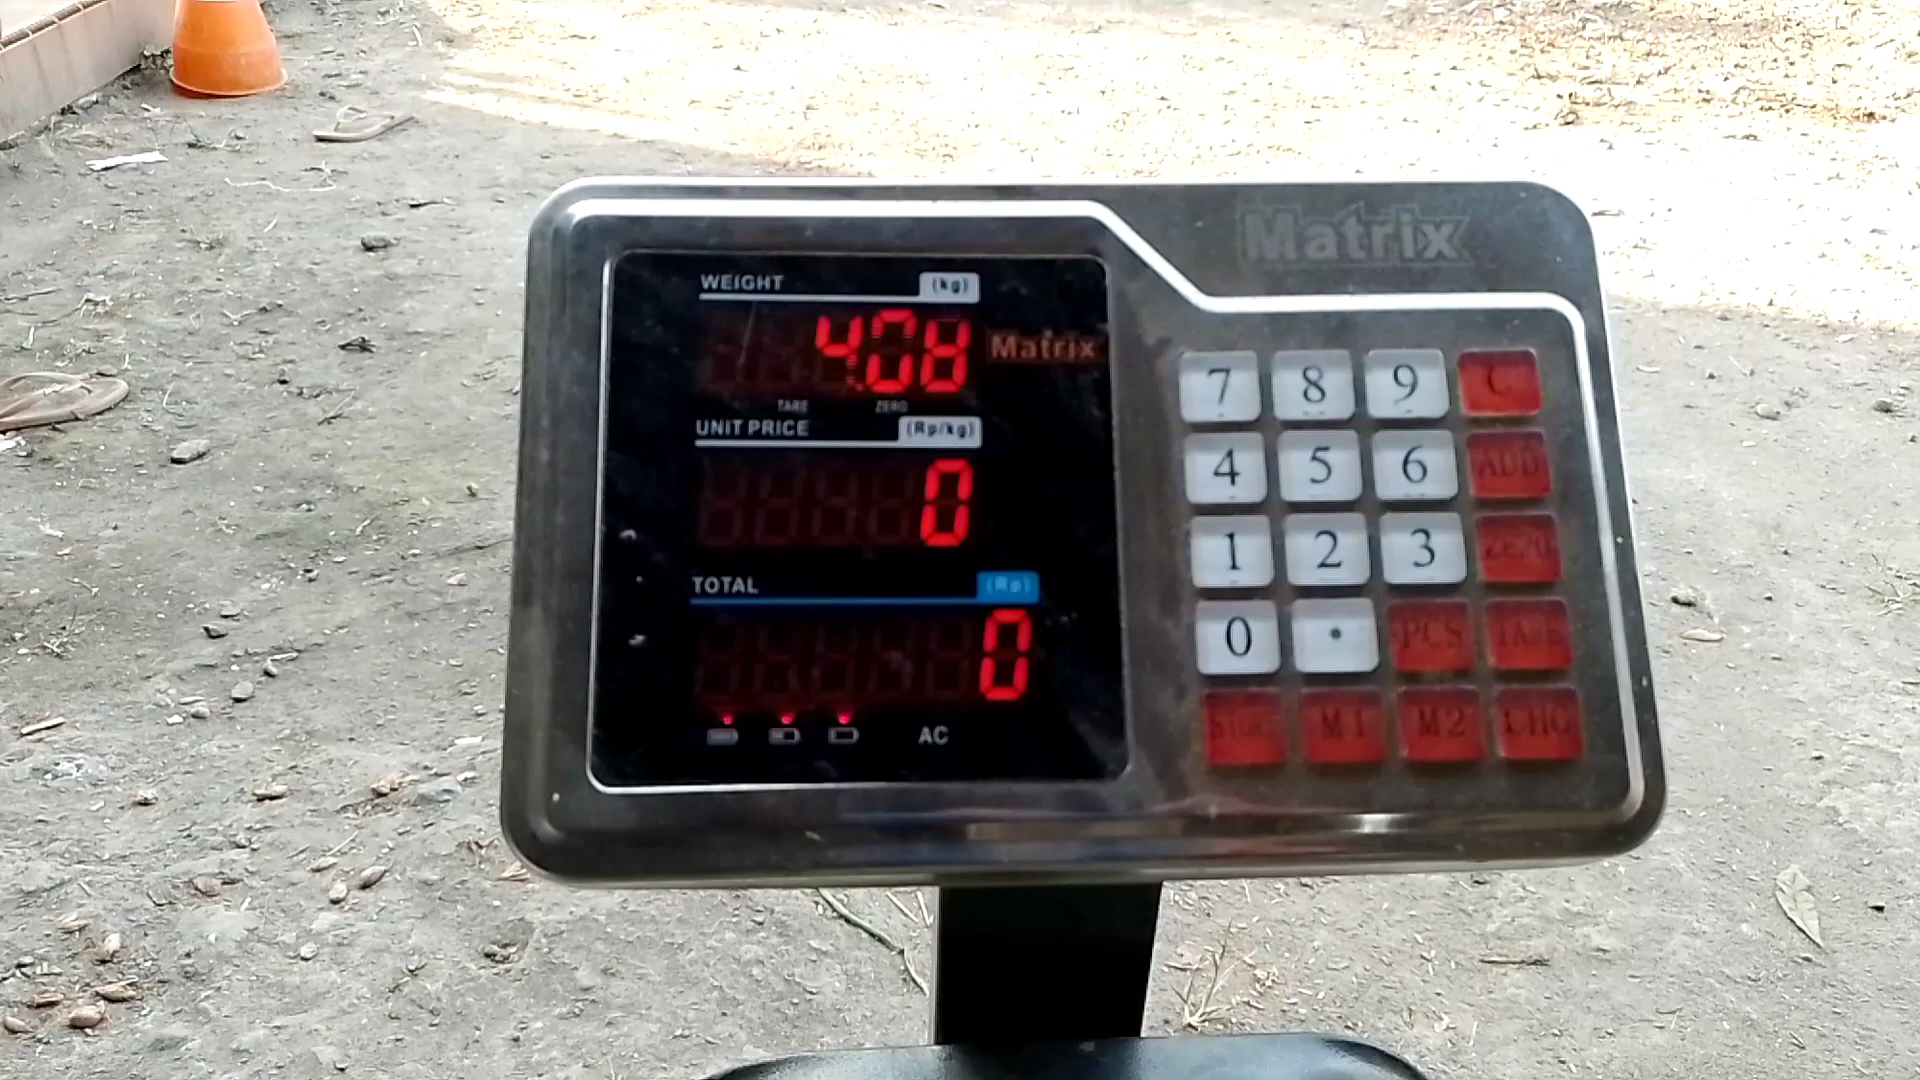 Matrix
WEIGHT (kg)
4.08 Matrix
TARE ZERO
UNIT PRICE (Rp/kg)
0
TOTAL (Rp)
0
AC
7 8 9 C
4 5 6 ADD
1 2 3
0 . PCS TARE
M1 M2 CHG